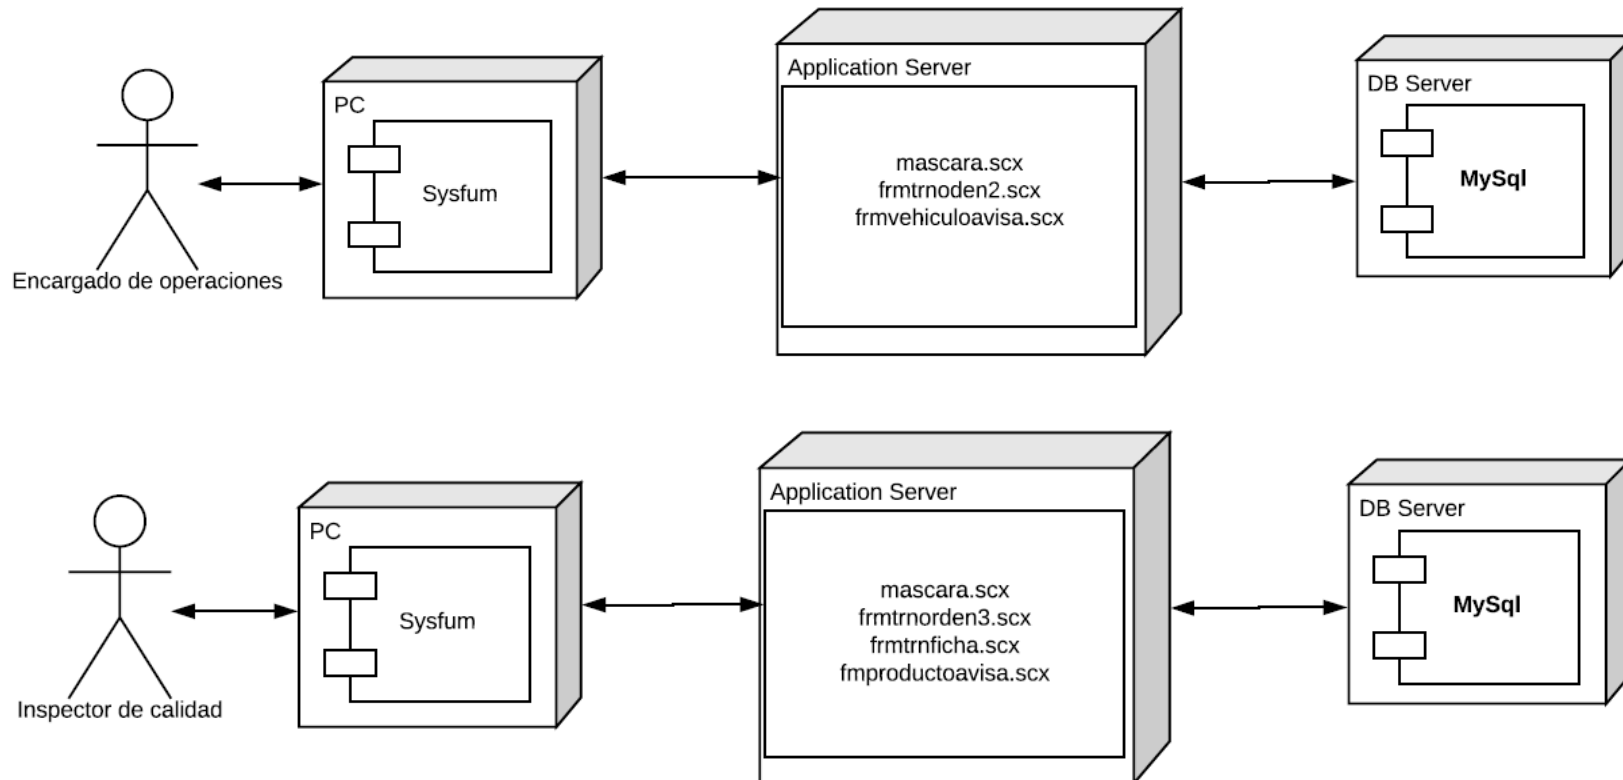 Application Server
DB Server
PC
mascara.scx
frmtrnoden2.scx
frmvehiculoavisa.scx
Sysfum
MySql
Encargado de operaciones
Application Server
DB Server
PC
mascara.scx
frmtrnorden3.scx
frmtrnficha.scx
fmproductoavisa.scx
Sysfum
MySql
Inspector de calidad